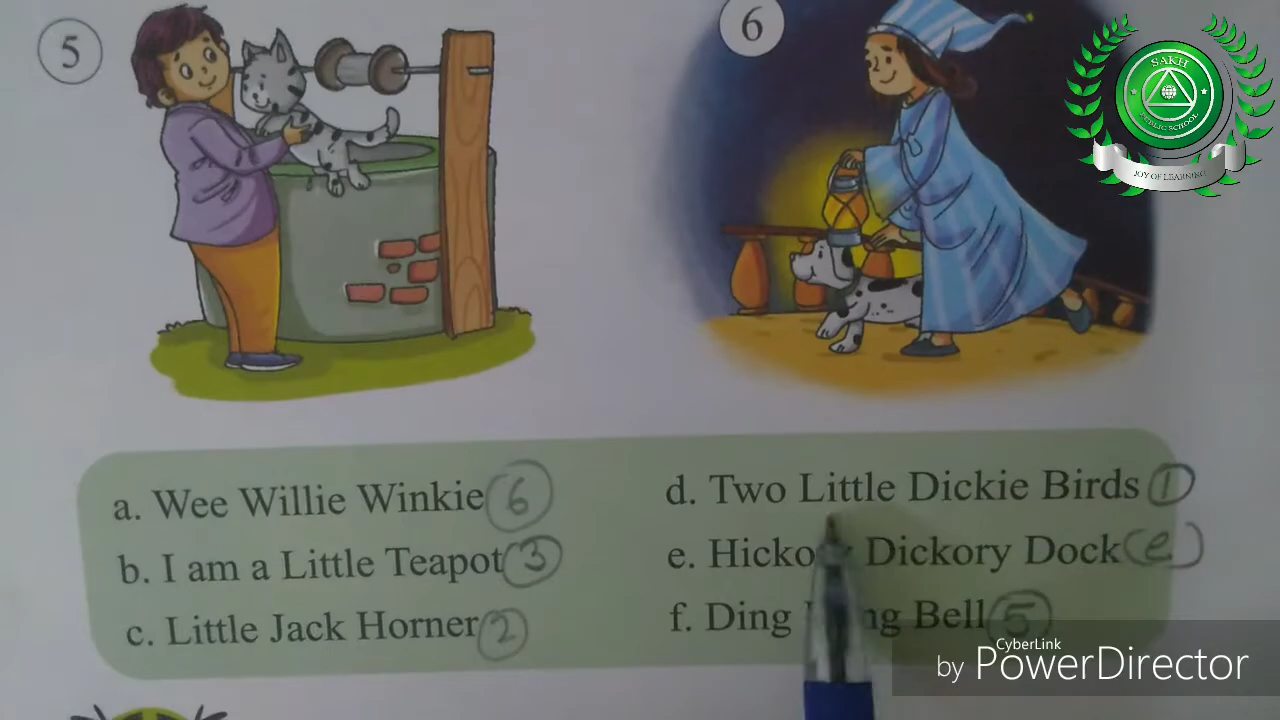 5
6
SAKH
PUBLIC SCHOOL
JOY OF LEARNING
a. Wee Willie Winkie 6
d. Two Little Dickie Birds 1
b. I am a Little Teapot 3
e. Hickory Dickory Dock (e)
c. Little Jack Horner 2
f. Ding Bell 5
CyberLink
by PowerDirector